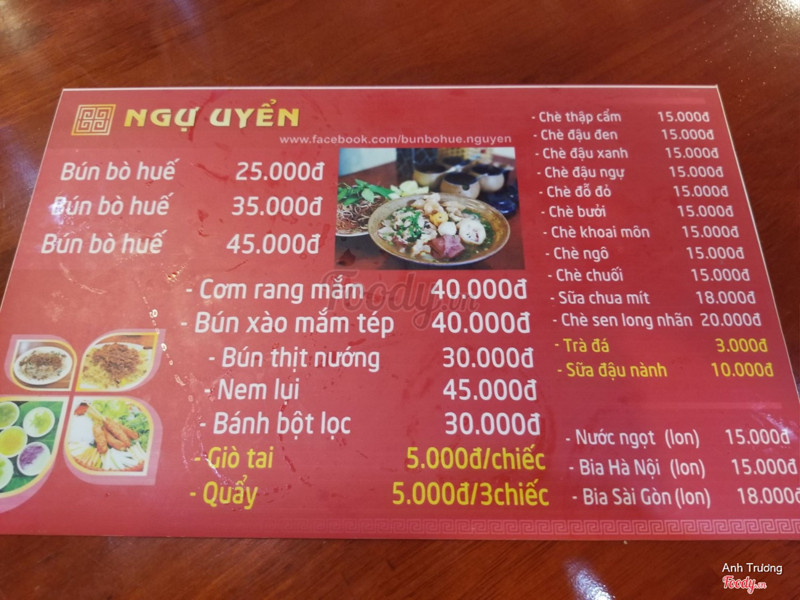 NGỰ UYỂN
www.facebook.com/bunbohue.nguyen
Bún bò huế 25.000đ
Bún bò huế 35.000đ
Bún bò huế 45.000đ
- Cơm rang mắm 40.000đ
- Bún xào mắm tép 40.000đ
- Bún thịt nướng 30.000đ
- Nem lụi 45.000đ
- Bánh bột lọc 30.000đ
- Giò tai 5.000đ/chiếc
- Quẩy 5.000đ/3chiếc
- Chè thập cẩm 15.000đ
- Chè đậu đen 15.000đ
- Chè đậu xanh 15.000đ
- Chè đậu ngự 15.000đ
- Chè đỗ đỏ 15.000đ
- Chè bưởi 15.000đ
- Chè khoai môn 15.000đ
- Chè ngô 15.000đ
- Chè chuối 15.000đ
- Sữa chua mít 18.000đ
- Chè sen long nhãn 20.000đ
- Trà đá 3.000đ
- Sữa đậu nành 10.000đ
- Nước ngọt (lon) 15.000đ
- Bia Hà Nội (lon) 15.000đ
- Bia Sài Gòn (lon) 18.000đ
Foody.vn
Anh Trương
Foody.vn